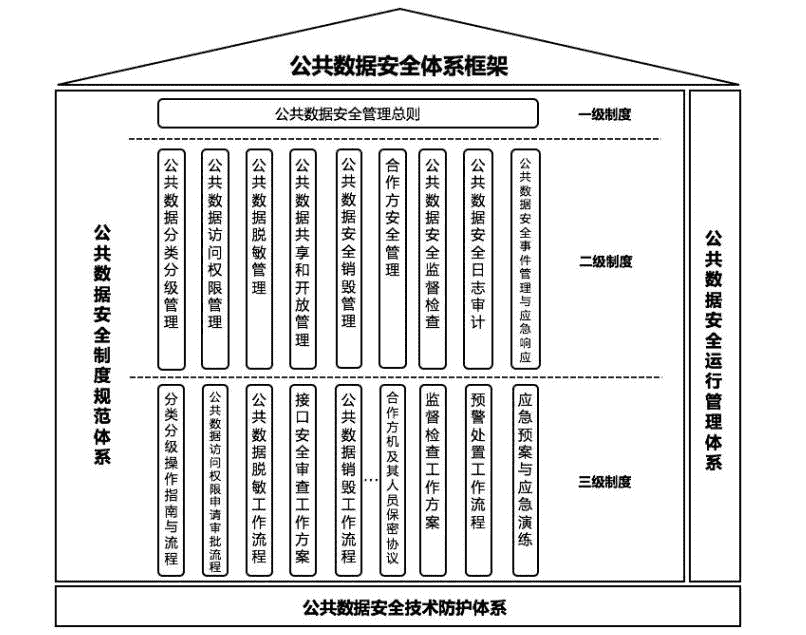 公共数据安全体系框架
公共数据安全制度规范体系
公共数据安全管理总则
一级制度
公共数据分类分级管理
公共数据访问权限管理
公共数据脱敏管理
公共数据共享和开放管理
公共数据安全销毁管理
合作方安全管理
公共数据安全监督检查
公共数据安全日志审计
公共数据安全事件管理与应急响应
二级制度
分类分级操作指南与流程
公共数据访问权限申请审批流程
公共数据脱敏工作流程
接口安全审查工作方案
公共数据销毁工作流程
…
合作方机及其人员保密协议
监督检查工作方案
预警处置工作流程
应急预案与应急演练
三级制度
公共数据安全运行管理体系
公共数据安全技术防护体系